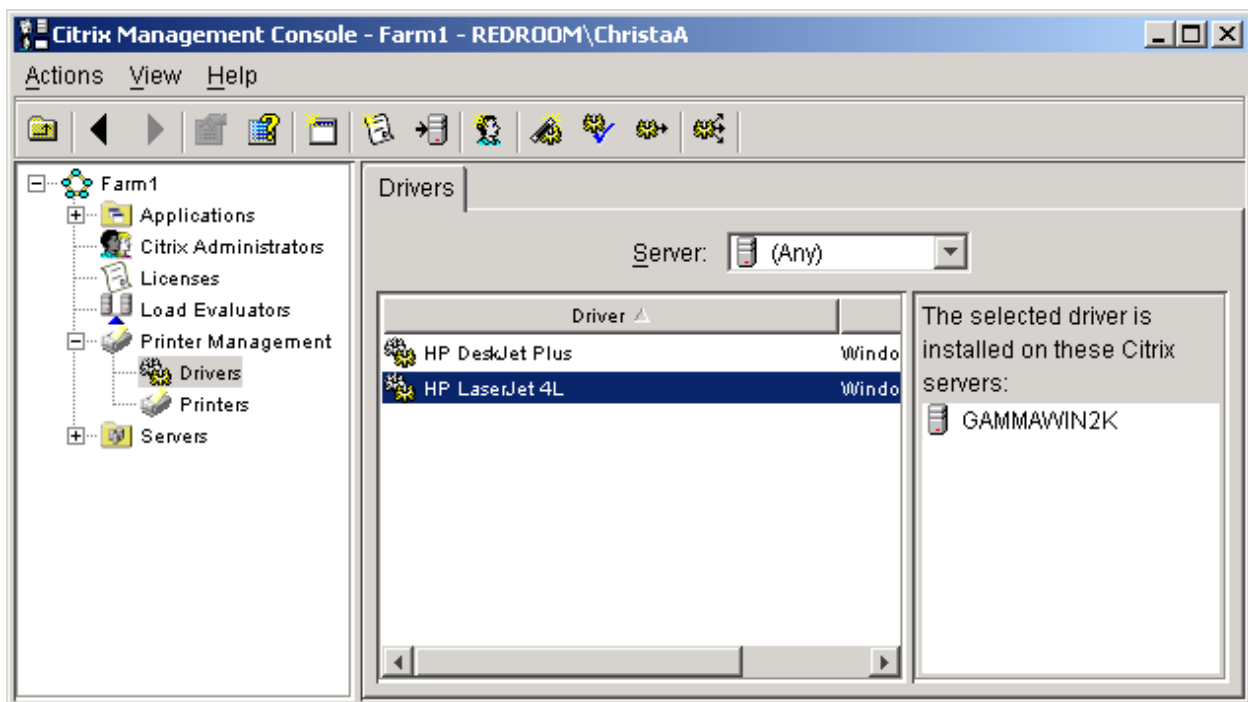 Citrix Management Console - Farm1 - REDROOM\ChristaA
Actions View Help
Farm1
Applications
Citrix Administrators
Licenses
Load Evaluators
Printer Management
Drivers
Printers
Servers
Drivers
Server: (Any)
Driver
HP DeskJet Plus Windo
HP LaserJet 4L Windo
The selected driver is
installed on these Citrix
servers:
GAMMAWIN2K